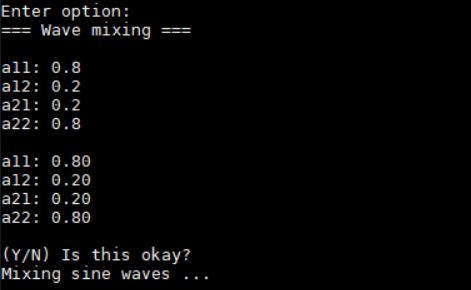 Enter option:
=== Wave mixing ===
a11: 0.8
a12: 0.2
a21: 0.2
a22: 0.8
a11: 0.80
a12: 0.20
a21: 0.20
a22: 0.80
(Y/N) Is this okay?
Mixing sine waves ...